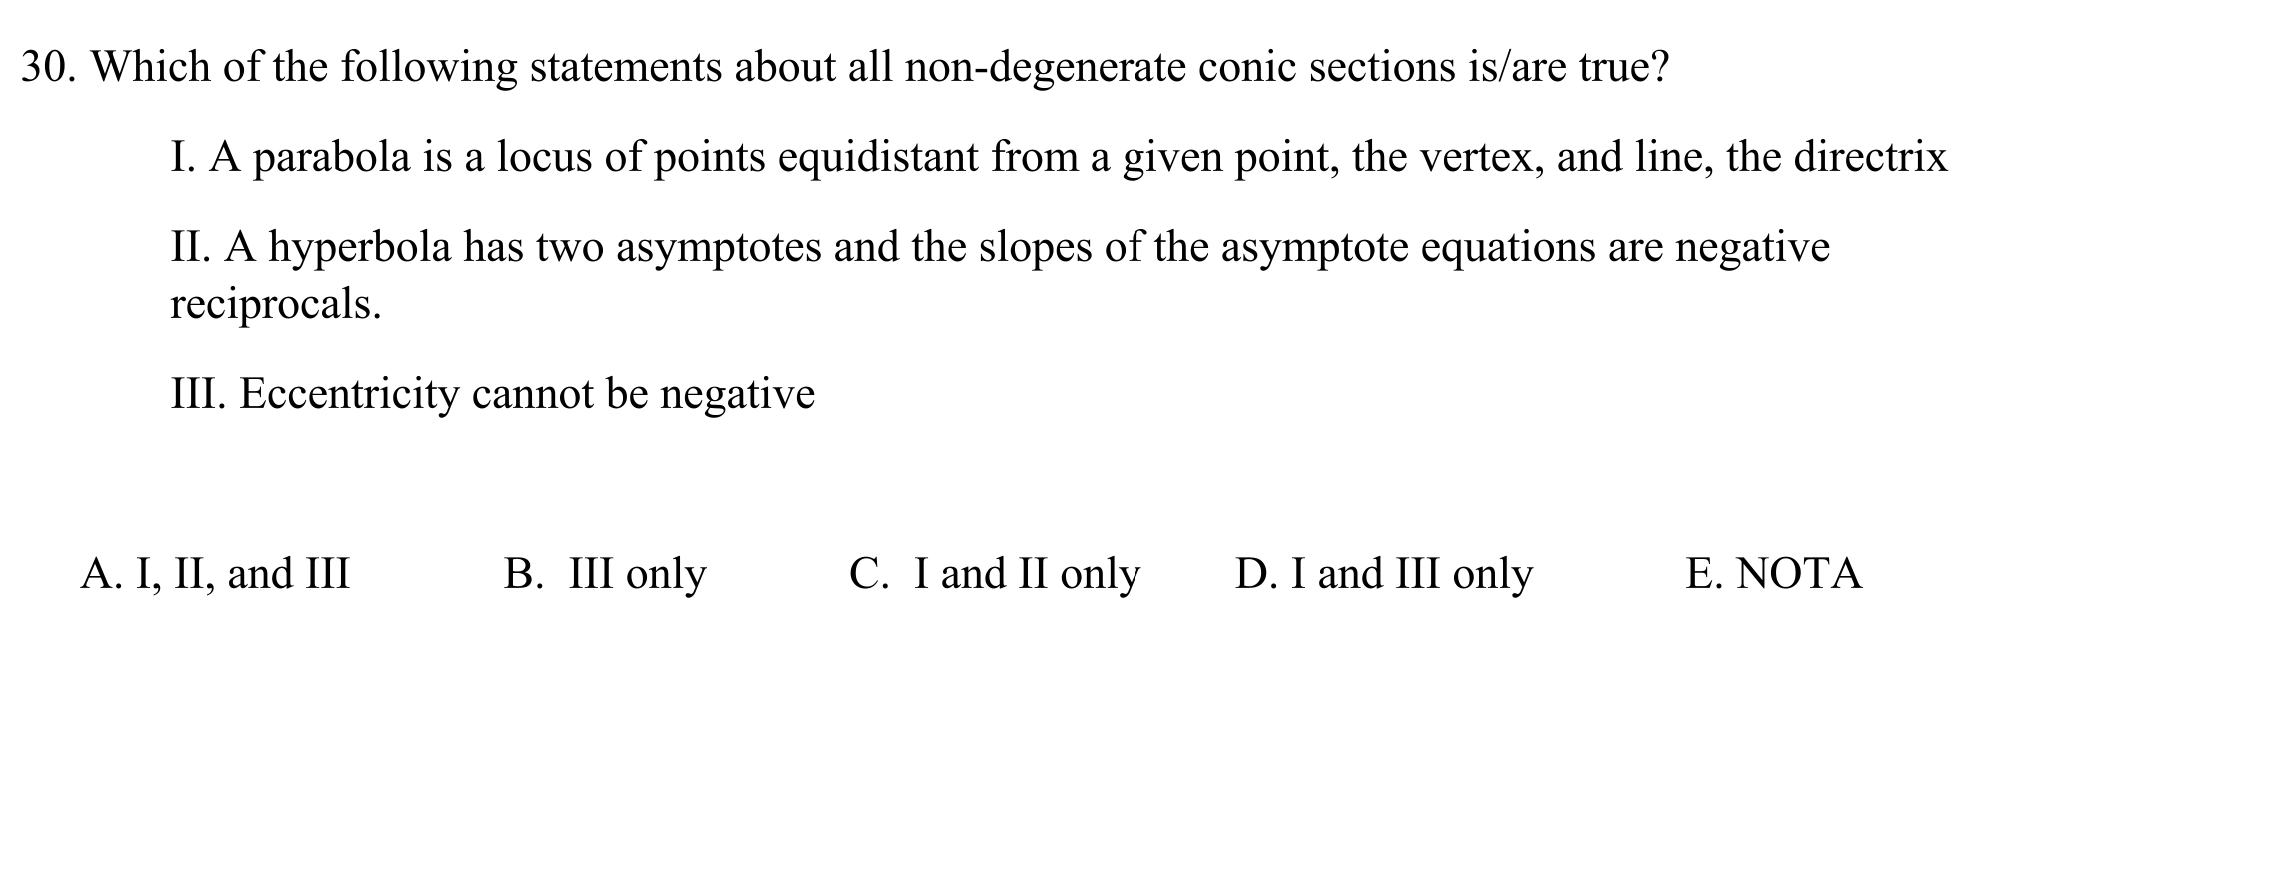 30. Which of the following statements about all non-degenerate conic sections is/are true?
I. A parabola is a locus of points equidistant from a given point, the vertex, and line, the directrix
II. A hyperbola has two asymptotes and the slopes of the asymptote equations are negative
reciprocals.
III. Eccentricity cannot be negative
A. I, II, and III B. III only C. I and II only D. I and III only E. NOTA